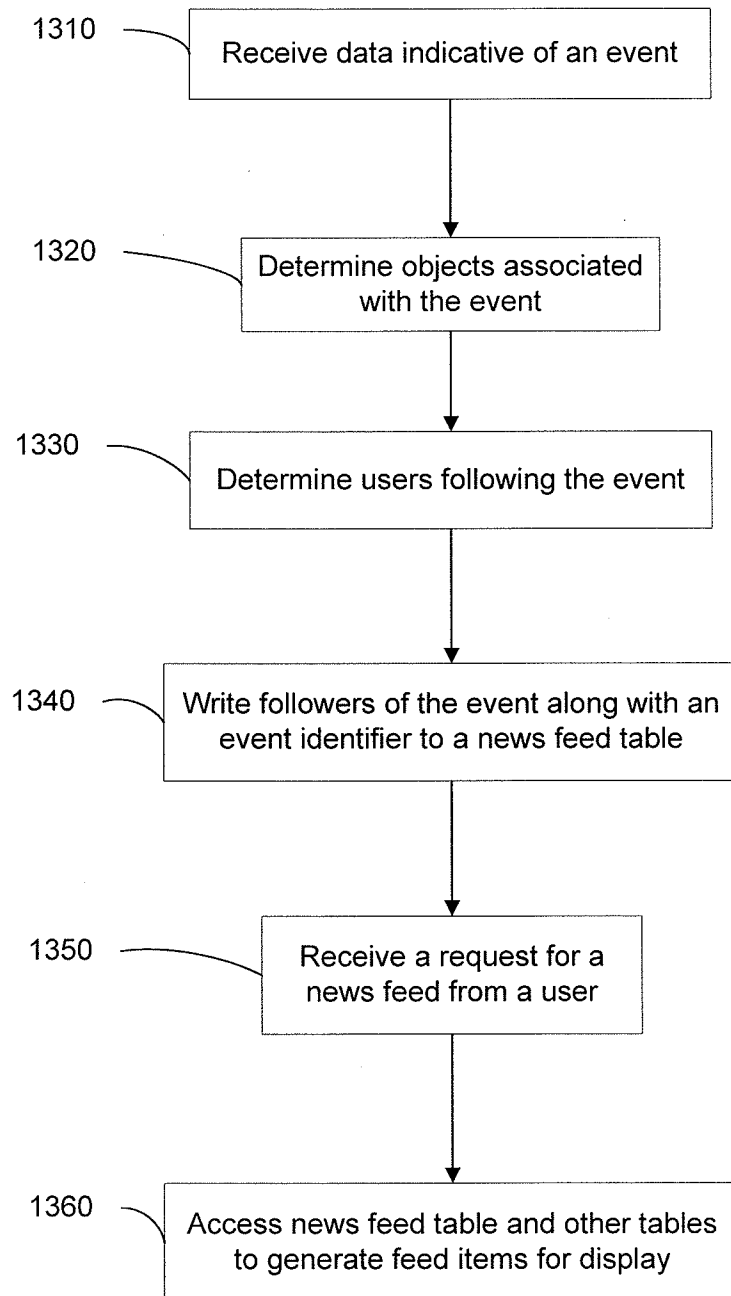 1310
Receive data indicative of an event
1320
Determine objects associated
with the event
1330
Determine users following the event
1340
Write followers of the event along with an
event identifier to a news feed table
1350
Receive a request for a
news feed from a user
1360
Access news feed table and other tables
to generate feed items for display